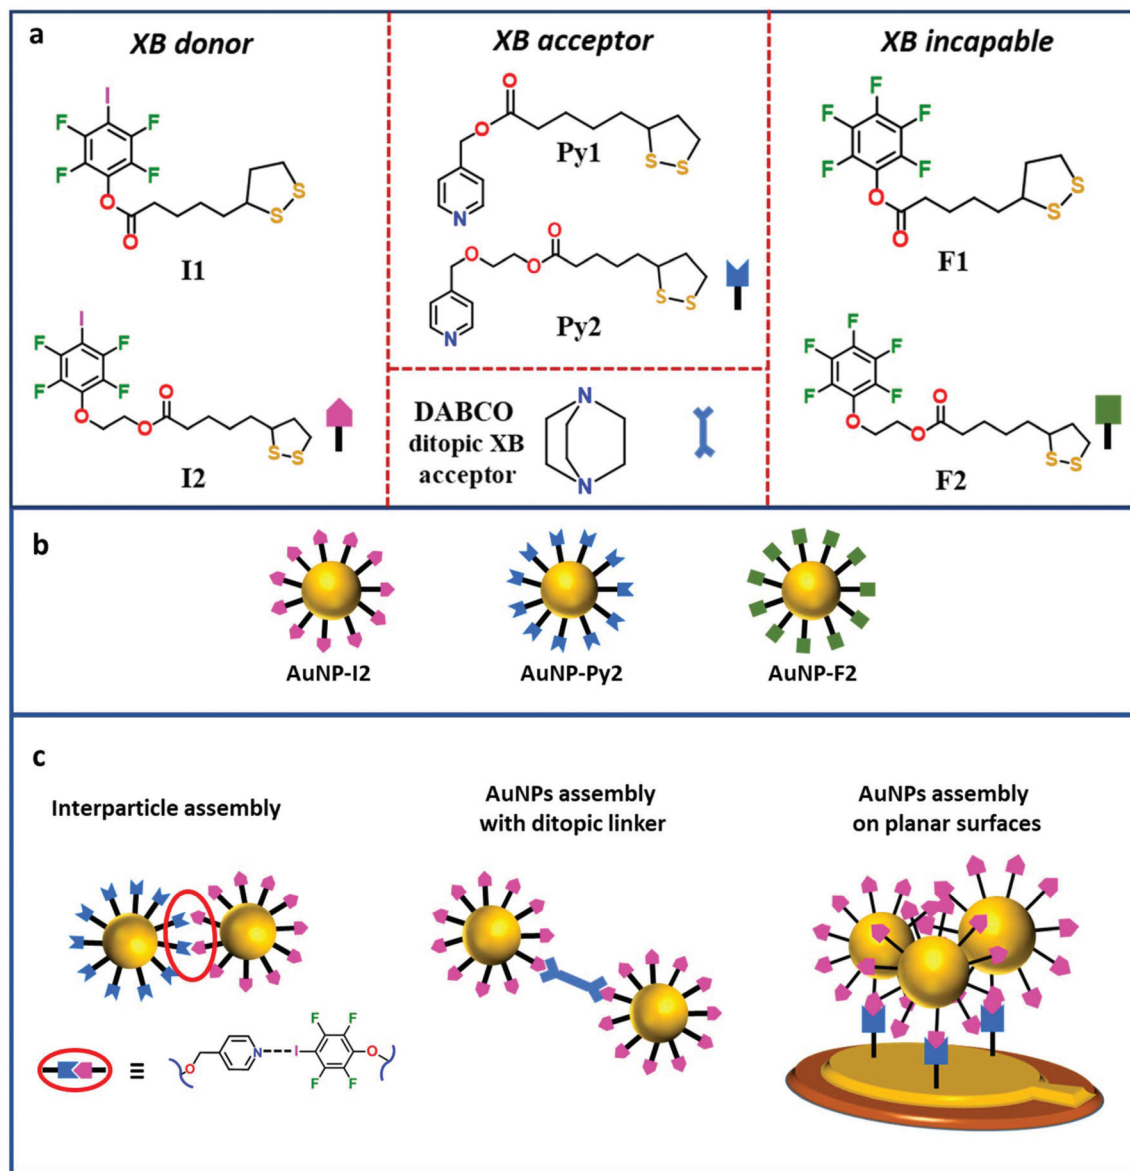 a
XB donor
XB acceptor
XB incapable
I
F
F
F
F
O
O
S
S
I1
O
O
N
S
S
Py1
F
F
F
F
F
O
O
S
S
F1
I
F
F
F
F
O
O
O
S
S
I2
O
O
O
N
S
S
Py2
F
F
F
F
F
O
O
O
S
S
F2
DABCO
ditopic XB
acceptor
N
N
b
AuNP-I2
AuNP-Py2
AuNP-F2
c
Interparticle assembly
AuNPs assembly
with ditopic linker
AuNPs assembly
on planar surfaces
≡
O
N
I
F
F
F
F
O